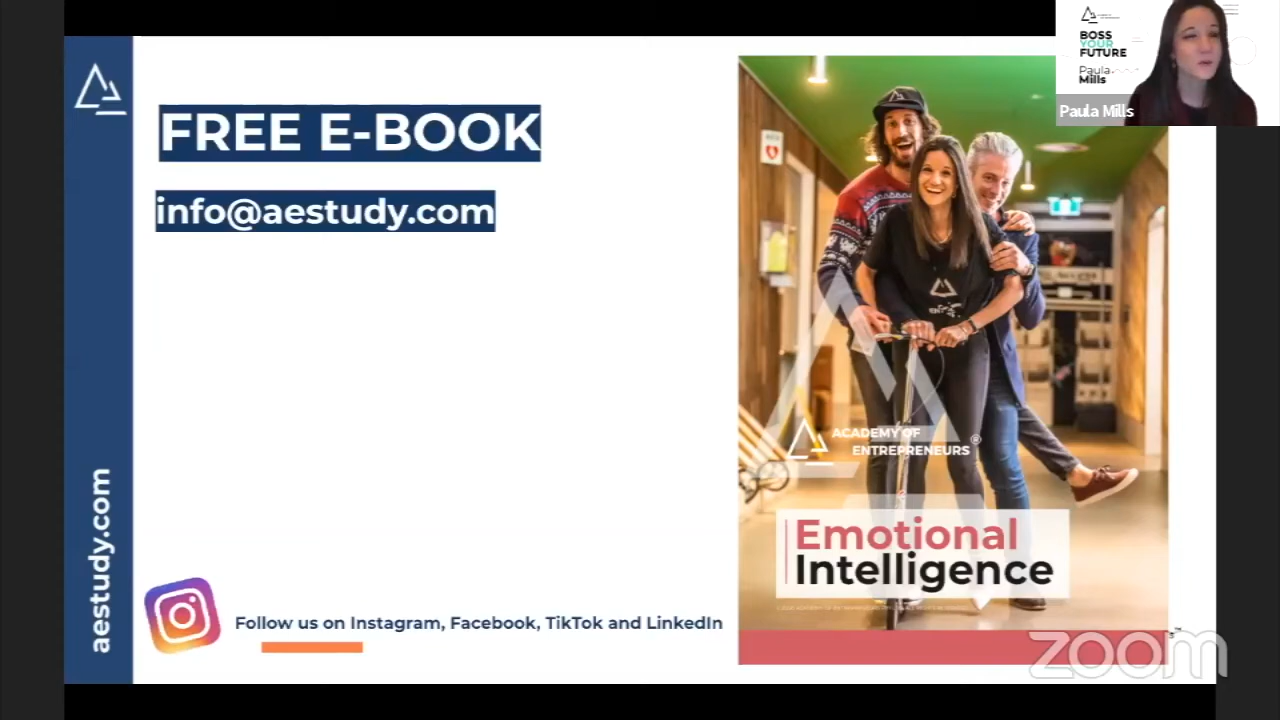 FREE E-BOOK
info@aestudy.com
aestudy.com
Follow us on Instagram, Facebook, TikTok and LinkedIn
ACADEMY OF
ENTREPRENEURS®
Emotional
Intelligence
BOSS
YOUR
FUTURE
Paula
Mills
Paula Mills
zoom